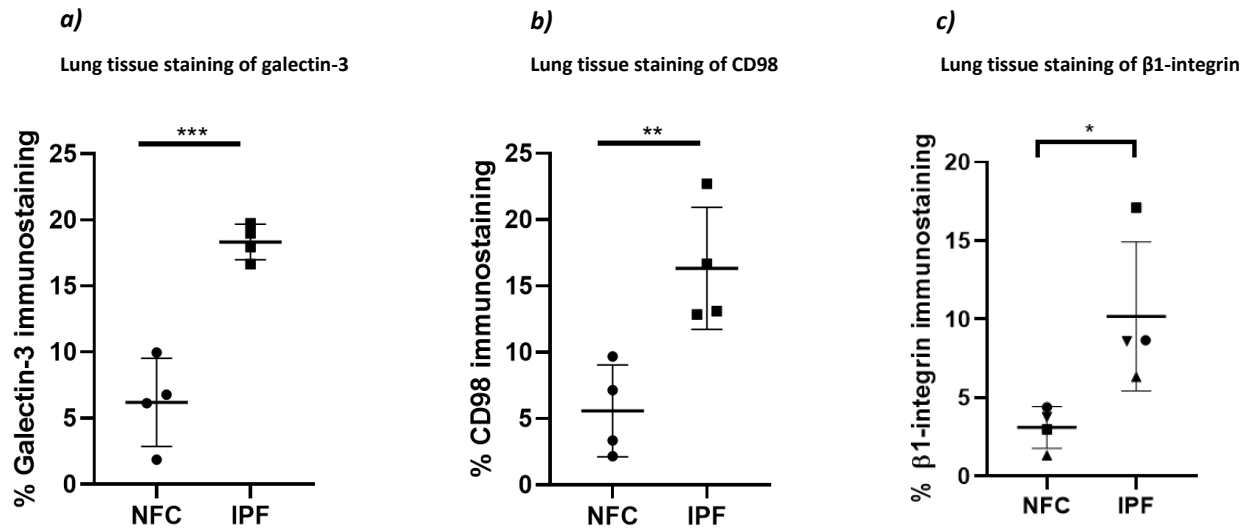 a)
Lung tissue staining of galectin-3
% Galectin-3 immunostaining
***
25
20
15
10
5
0
NFC
IPF
b)
Lung tissue staining of CD98
% CD98 immunostaining
**
25
20
15
10
5
0
NFC
IPF
c)
Lung tissue staining of β1-integrin
% β1-integrin immunostaining
*
20
15
10
5
0
NFC
IPF